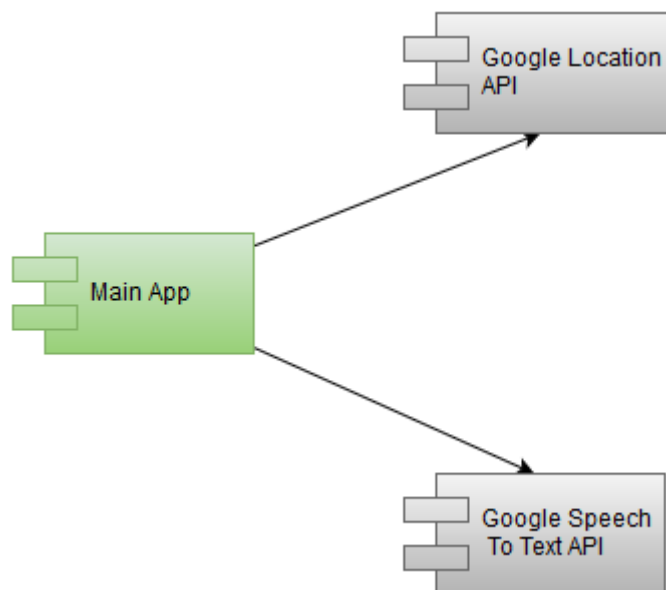 Google Location
API
Main App
Google Speech
To Text API